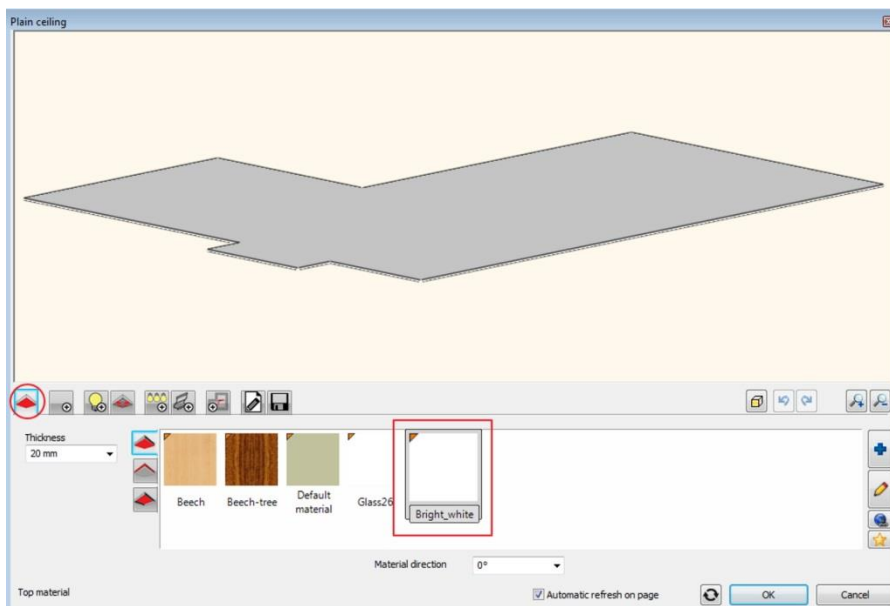 Plain ceiling
Thickness
20 mm
Beech
Beech-tree
Default
material
Glass26
Bright_white
Material direction
0°
Top material
Automatic refresh on page
OK
Cancel